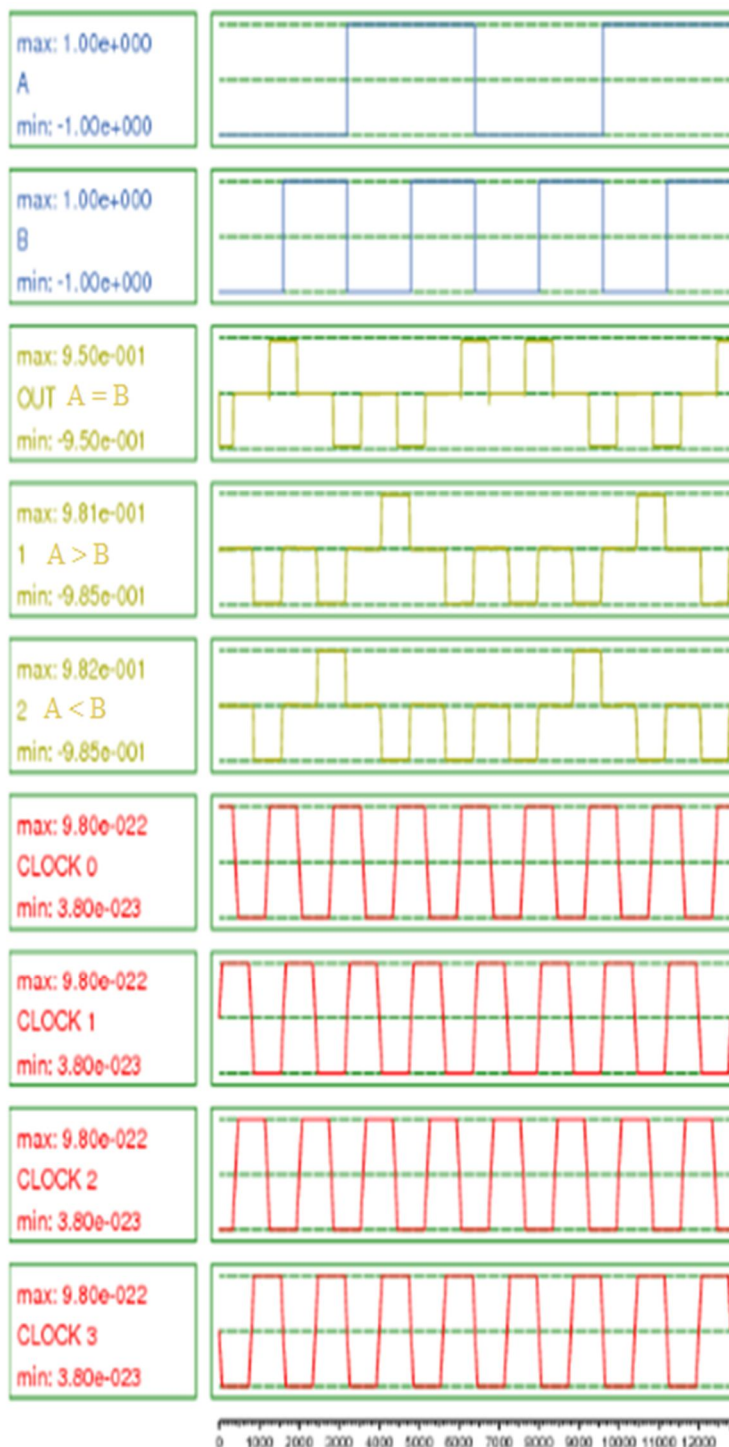 max: 1.00e+000
A
min: -1.00e+000
max: 1.00e+000
B
min: -1.00e+000
max: 9.50e-001
OUT A = B
min: -9.50e-001
max: 9.81e-001
1 A > B
min: -9.85e-001
max: 9.82e-001
2 A < B
min: -9.85e-001
max: 9.80e-022
CLOCK 0
min: 3.80e-023
max: 9.80e-022
CLOCK 1
min: 3.80e-023
max: 9.80e-022
CLOCK 2
min: 3.80e-023
max: 9.80e-022
CLOCK 3
min: 3.80e-023
0 1000 2000 3000 4000 5000 6000 7000 8000 9000 10000 11000 12000